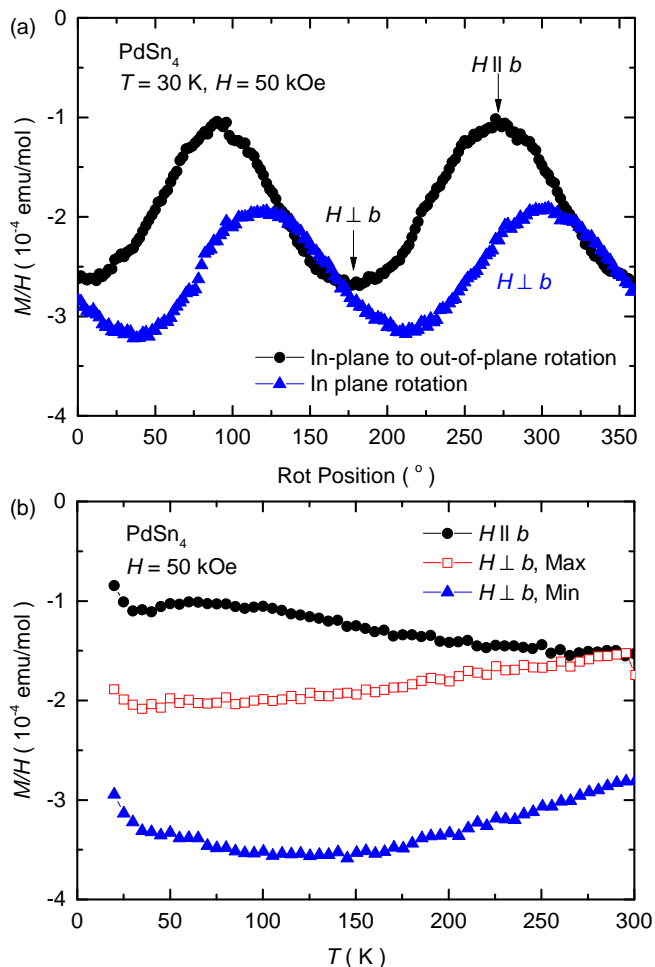 (a)
0
-1
-2
-3
-4
M/H ( 10⁻⁴ emu/mol)
PdSn₄
T = 30 K, H = 50 kOe
H || b
H ⊥ b
H ⊥ b
In-plane to out-of-plane rotation
In plane rotation
0 50 100 150 200 250 300 350
Rot Position ( ° )
(b)
0
-1
-2
-3
-4
M/H ( 10⁻⁴ emu/mol)
PdSn₄
H = 50 kOe
H || b
H ⊥ b, Max
H ⊥ b, Min
0 50 100 150 200 250 300
T ( K )